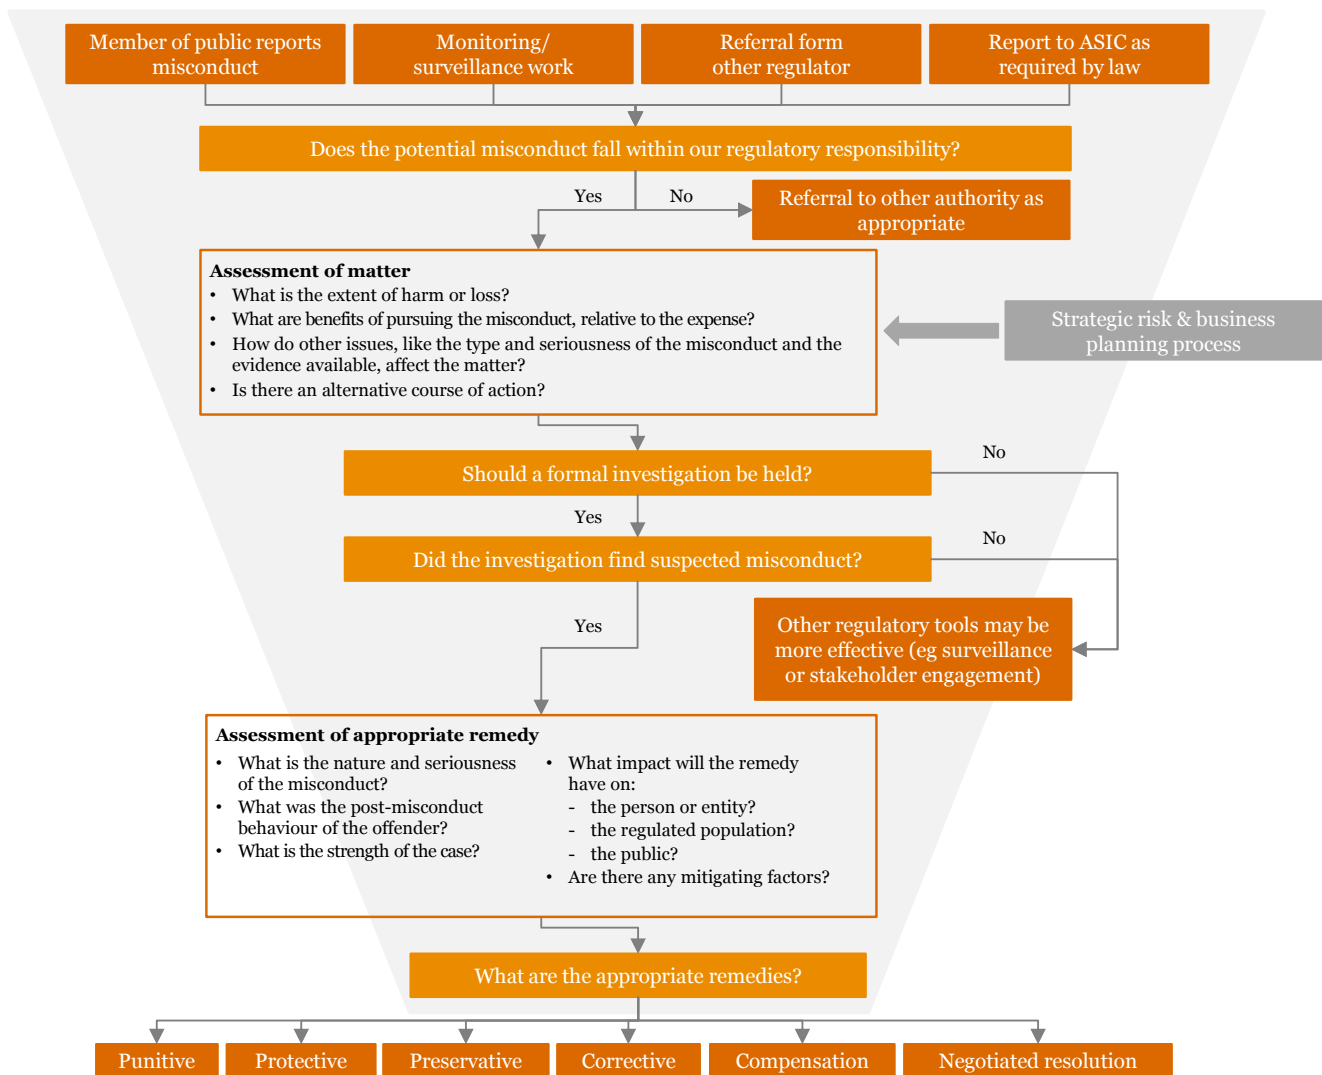 Member of public reports
misconduct
Monitoring/
surveillance work
Referral form
other regulator
Report to ASIC as
required by law
Does the potential misconduct fall within our regulatory responsibility?
Yes
No
Referral to other authority as
appropriate
Assessment of matter
• What is the extent of harm or loss?
• What are benefits of pursuing the misconduct, relative to the expense?
• How do other issues, like the type and seriousness of the misconduct and the
evidence available, affect the matter?
• Is there an alternative course of action?
Strategic risk & business
planning process
Should a formal investigation be held?
No
Yes
Did the investigation find suspected misconduct?
No
Yes
Other regulatory tools may be
more effective (eg surveillance
or stakeholder engagement)
Assessment of appropriate remedy
• What is the nature and seriousness
of the misconduct?
• What was the post-misconduct
behaviour of the offender?
• What is the strength of the case?
• What impact will the remedy
have on:
- the person or entity?
- the regulated population?
- the public?
• Are there any mitigating factors?
What are the appropriate remedies?
Punitive
Protective
Preservative
Corrective
Compensation
Negotiated resolution